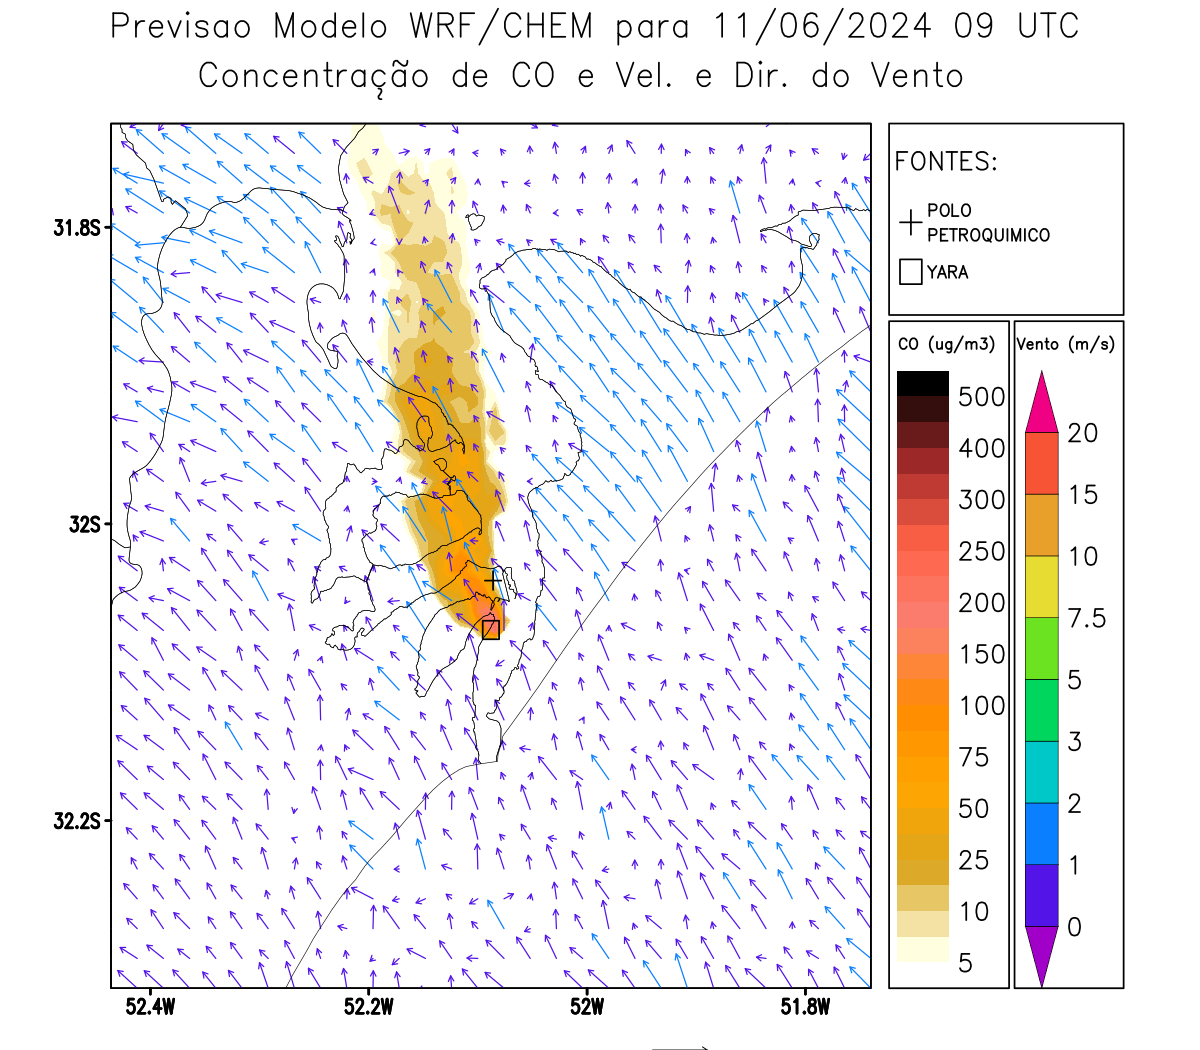 Previsao Modelo WRF/CHEM para 11/06/2024 09 UTC
Concentração de CO e Vel. e Dir. do Vento
FONTES:
POLO
PETROQUIMICO
YARA
31.8S
32S
32.2S
52.4W
52.2W
52W
51.8W
CO (ug/m3)
500
400
300
250
200
150
100
75
50
25
10
5
Vento (m/s)
20
15
10
7.5
5
3
2
1
0